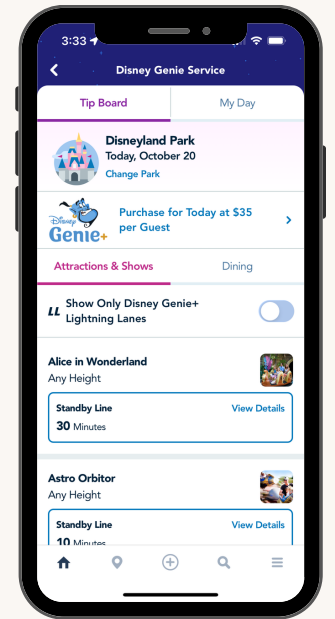 3:33
Disney Genie Service
Tip Board
My Day
Disneyland Park
Today, October 20
Change Park
Disney
Genie+
Purchase for Today at $35
per Guest
Attractions & Shows
Dining
LL
Show Only Disney Genie+
Lightning Lanes
Alice in Wonderland
Any Height
Standby Line
View Details
30 Minutes
Astro Orbitor
Any Height
Standby Line
View Details
10 Minutes